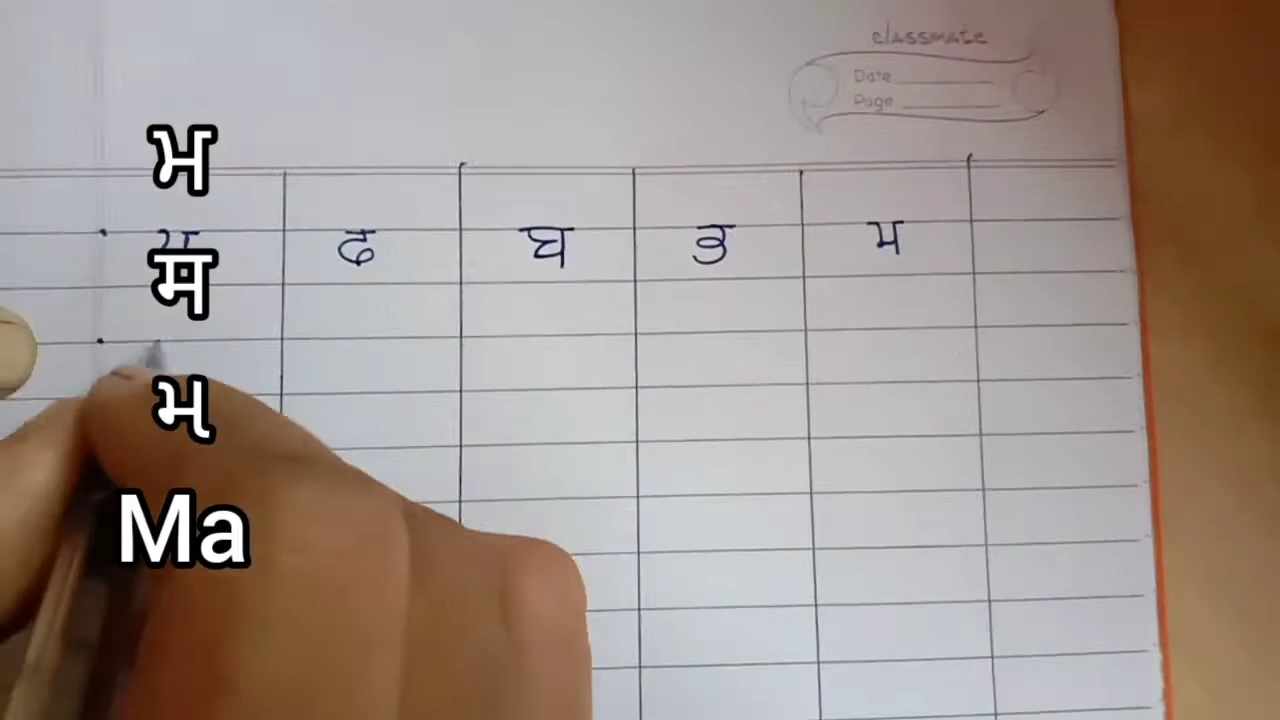 classmate
Date
Page
ਮ
ਫ ਬ ਭ ਮ
म
મ
Ma